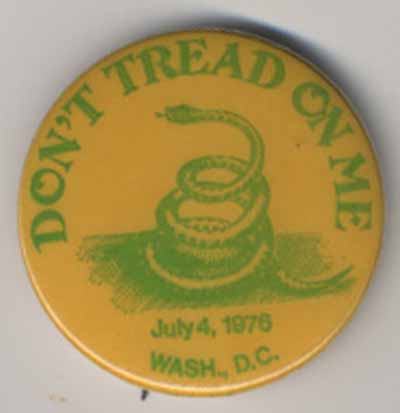 DON'T TREAD ON ME
July 4, 1976
WASH., D.C.